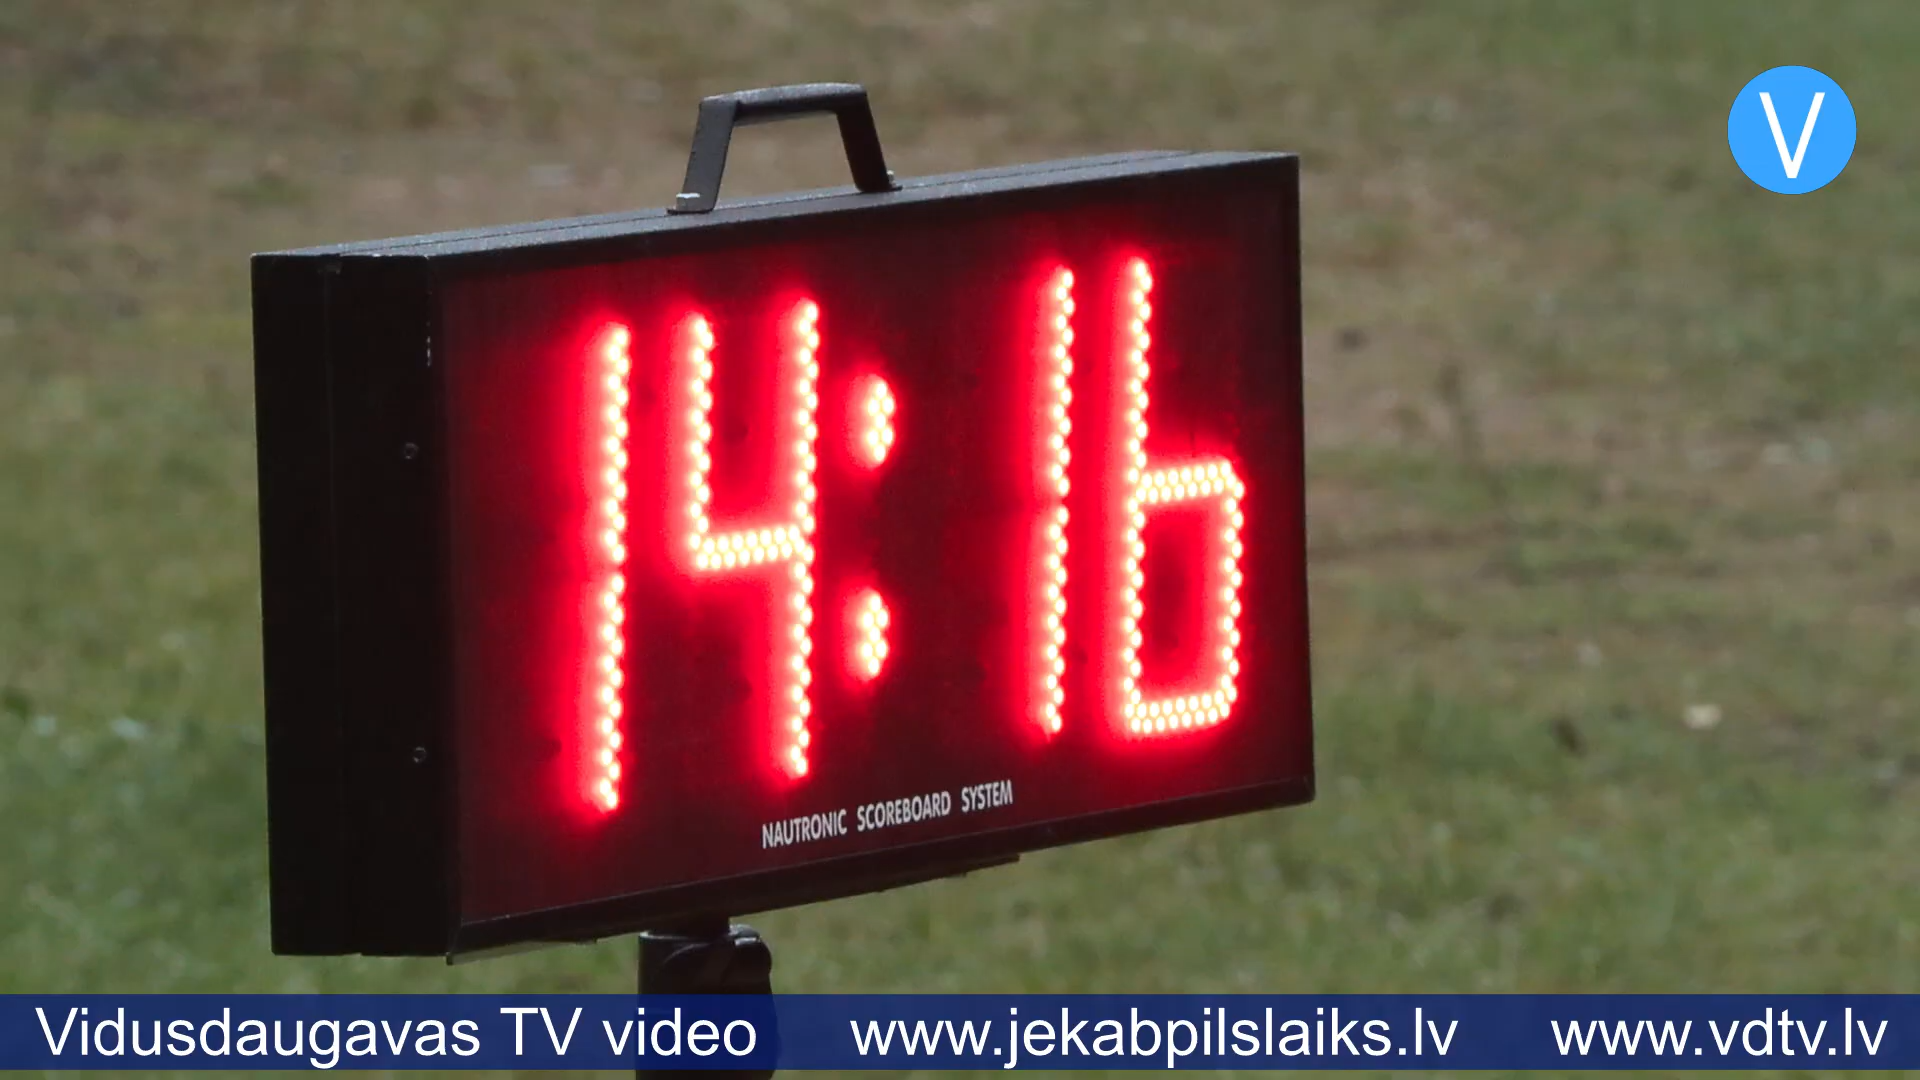 V
14:16
NAUTRONIC SCOREBOARD SYSTEM
Vidusdaugavas TV video www.jekabpilslaiks.lv www.vdtv.lv